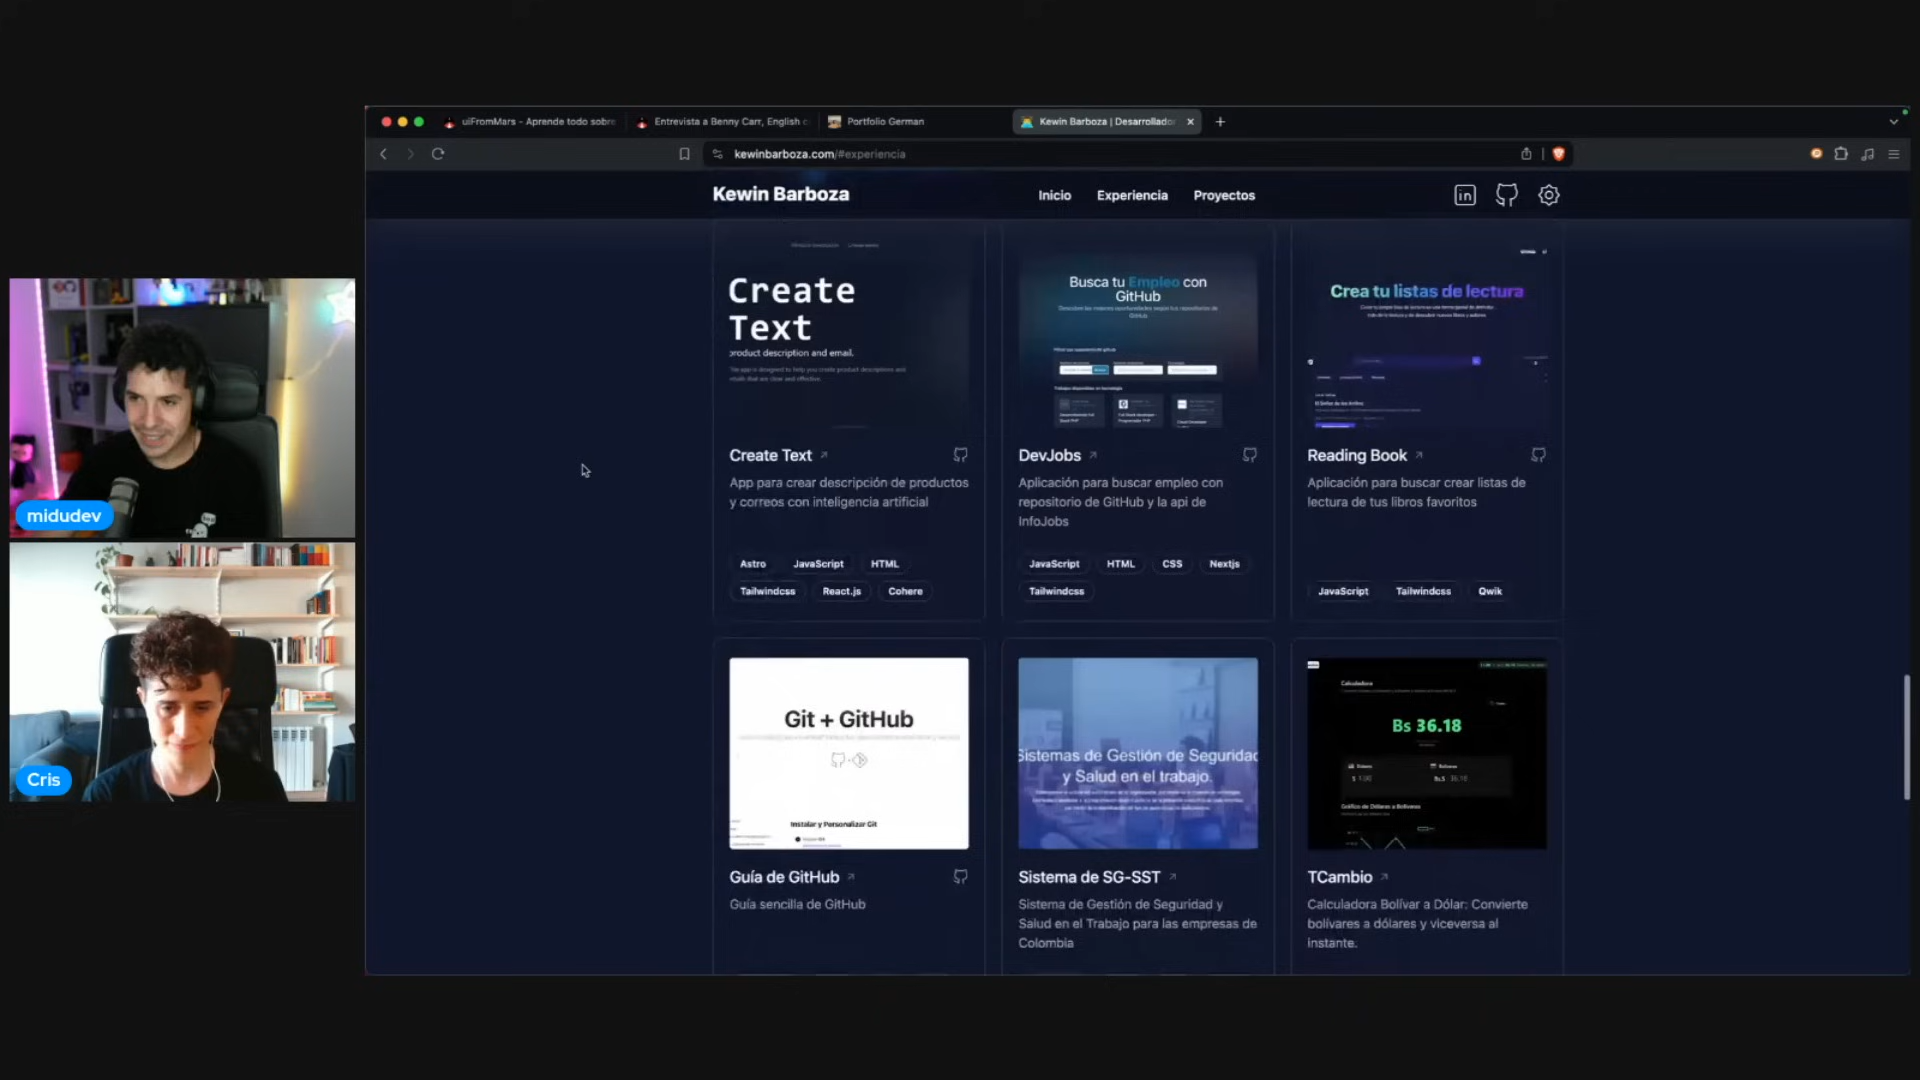 uiFromMars - Aprende todo sobre
Entrevista a Benny Carr, English c
Portfolio German
Kewin Barboza | Desarrollador
kewinbarboza.com/#experiencia
Kewin Barboza
Inicio
Experiencia
Proyectos
Create
Text
product description and email.
Busca tu Empleo con
GitHub
Crea tu listas de lectura
Create Text
App para crear descripción de productos
y correos con inteligencia artificial
Astro
JavaScript
HTML
Tailwindcss
React.js
Cohere
DevJobs
Aplicación para buscar empleo con
repositorio de GitHub y la api de
InfoJobs
JavaScript
HTML
CSS
Nextjs
Tailwindcss
Reading Book
Aplicación para buscar crear listas de
lectura de tus libros favoritos
JavaScript
Tailwindcss
Qwik
Git + GitHub
Instalar y Personalizar Git
Guía de GitHub
Guía sencilla de GitHub
Sistemas de Gestión de Seguridad
y Salud en el trabajo.
Sistema de SG-SST
Sistema de Gestión de Seguridad y
Salud en el Trabajo para las empresas de
Colombia
Calculadora
Bs 36.18
Gráfico de Dólares a Bolívares
TCambio
Calculadora Bolívar a Dólar: Convierte
bolívares a dólares y viceversa al
instante.
midudev
Cris